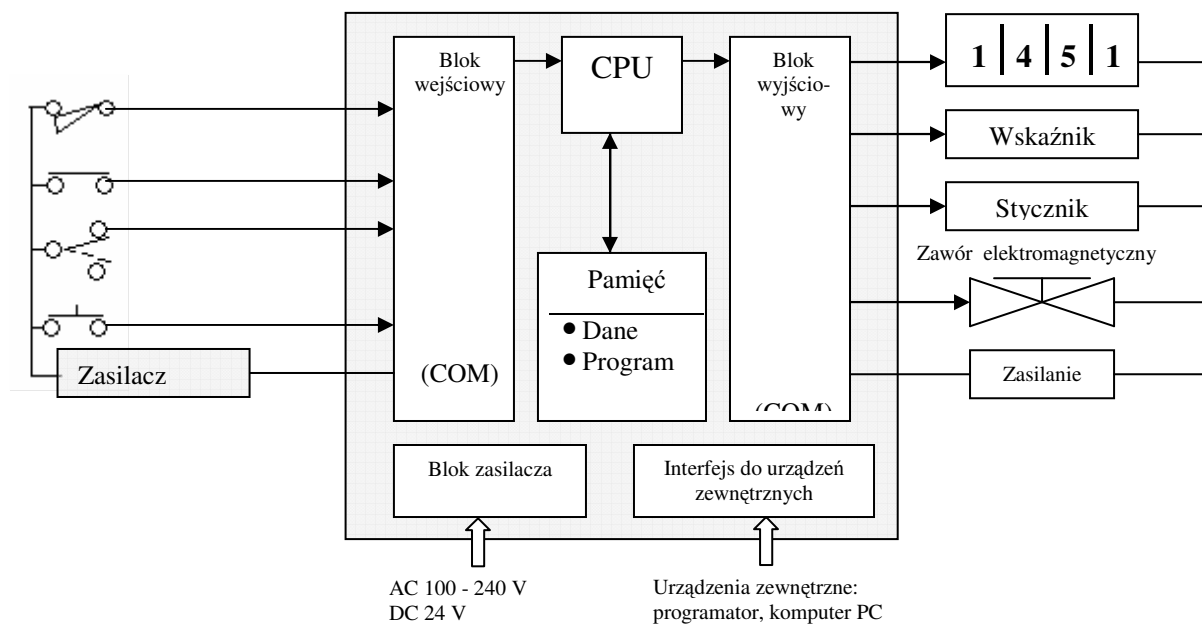 Blok
wejściowy
CPU
Blok
wyjścio-
wy
1 4 5 1
Wskaźnik
Stycznik
Zawór elektromagnetyczny
Pamięć
• Dane
• Program
Zasilacz
(COM)
(COM)
Zasilanie
Blok zasilacza
Interfejs do urządzeń
zewnętrznych
AC 100 - 240 V
DC 24 V
Urządzenia zewnętrzne:
programator, komputer PC